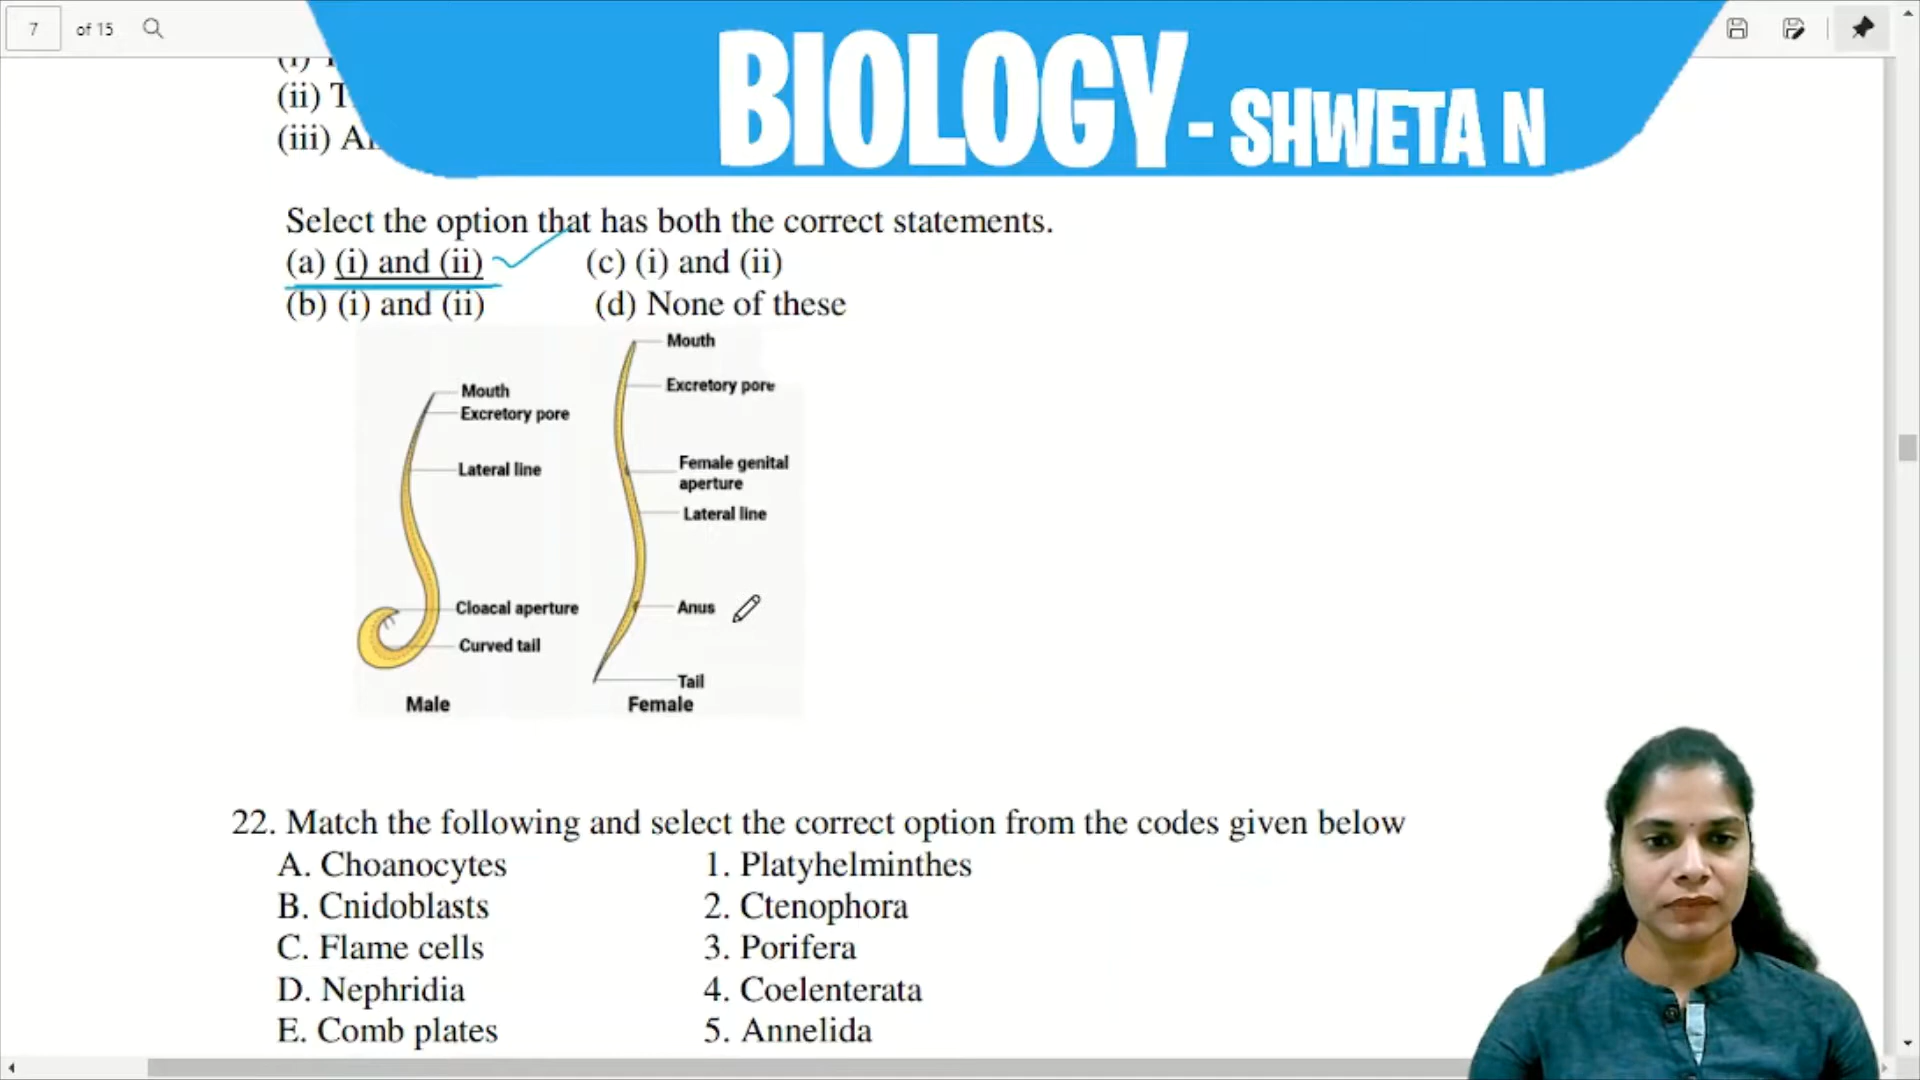 7 of 15
BIOLOGY - SHWETA N
(ii)
(iii)
Select the option that has both the correct statements.
(a) (i) and (ii) (c) (i) and (ii)
(b) (i) and (ii) (d) None of these
Mouth
Excretory pore
Lateral line
Cloacal aperture
Curved tail
Male
Mouth
Excretory pore
Female genital
aperture
Lateral line
Anus
Tail
Female
22. Match the following and select the correct option from the codes given below
A. Choanocytes 1. Platyhelminthes
B. Cnidoblasts 2. Ctenophora
C. Flame cells 3. Porifera
D. Nephridia 4. Coelenterata
E. Comb plates 5. Annelida